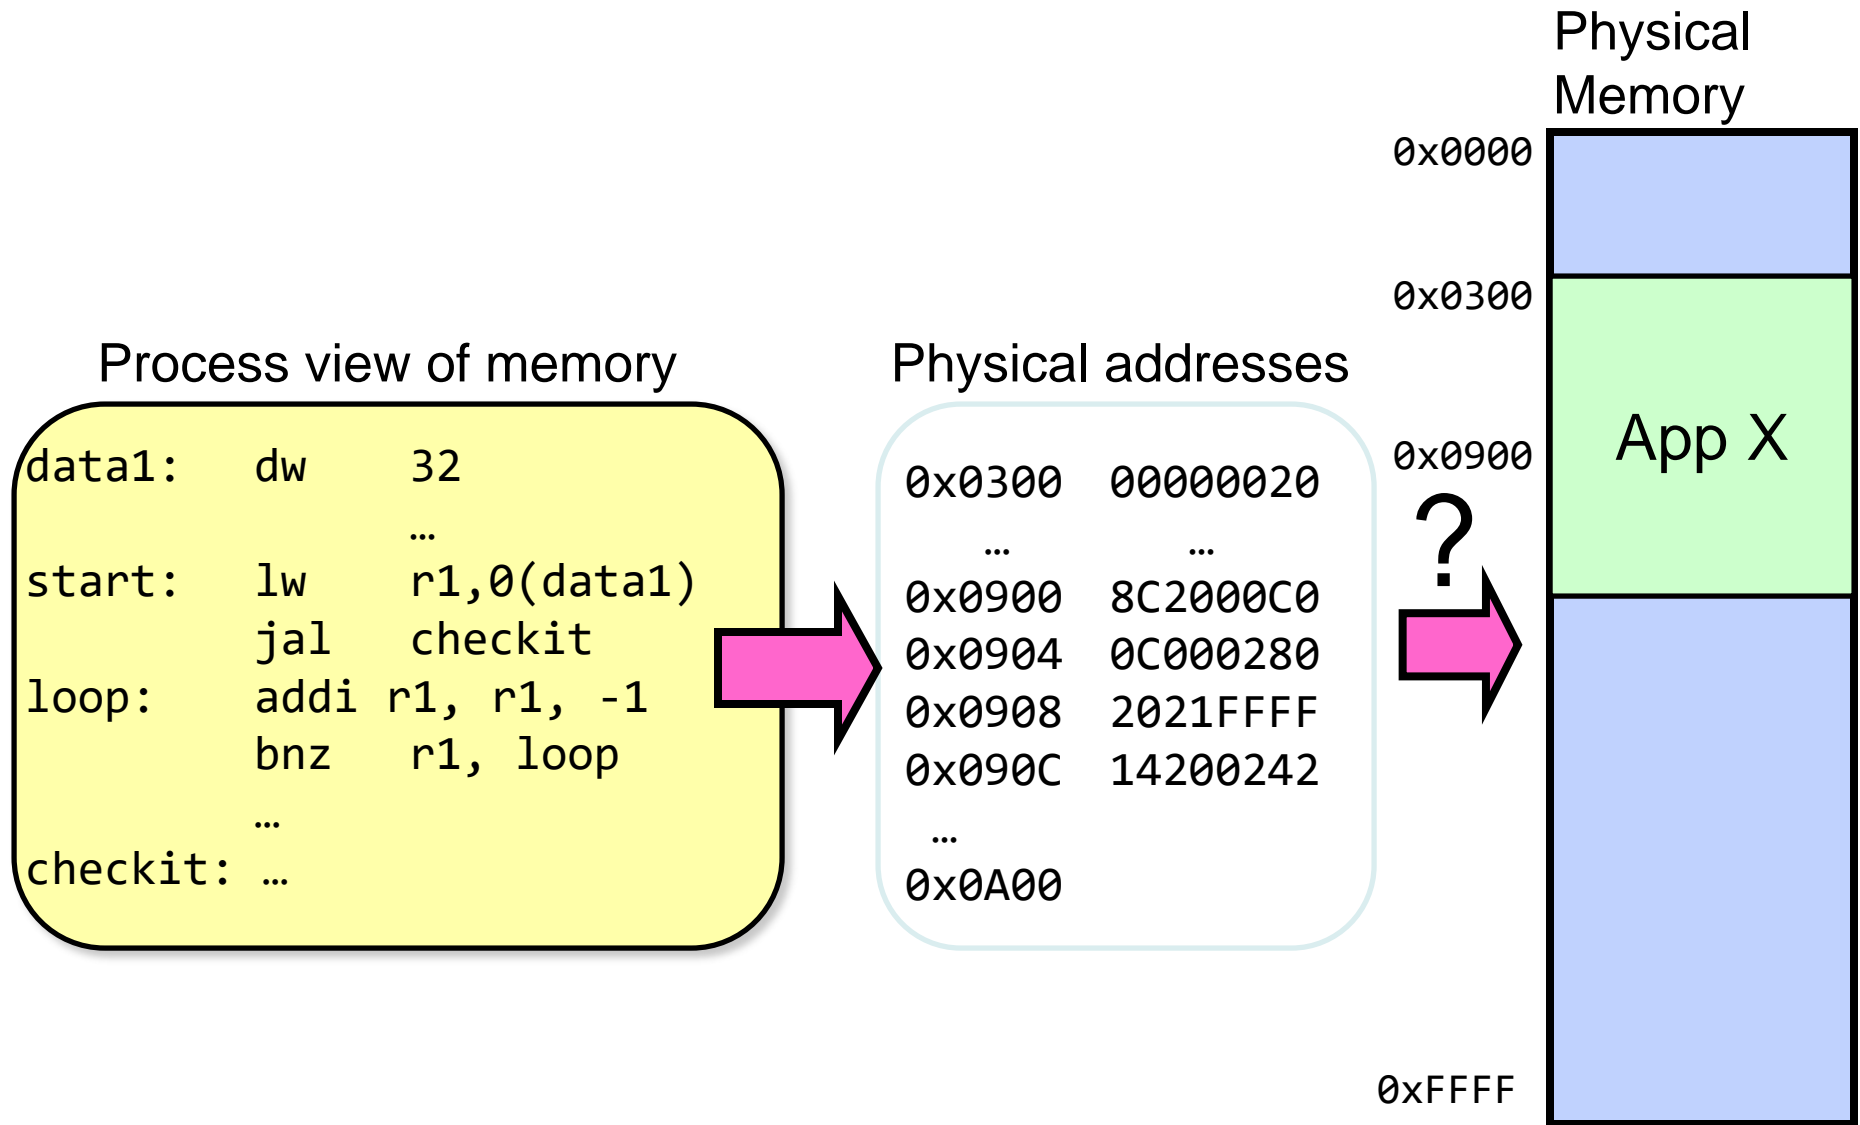 Physical
Memory
0x0000
0x0300
Process view of memory
Physical addresses
App X
0x0900
data1: dw 32
…
start: lw r1,0(data1)
jal checkit
loop: addi r1, r1, -1
bnz r1, loop
…
checkit: …
0x0300 00000020
… …
0x0900 8C2000C0
0x0904 0C000280
0x0908 2021FFFF
0x090C 14200242
…
0x0A00
?
0xFFFF